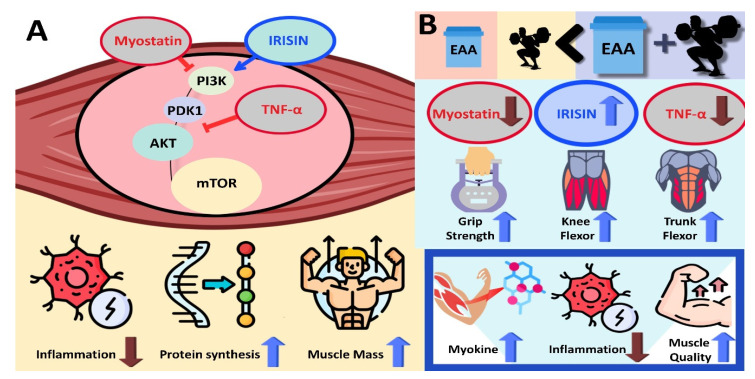 A
Myostatin
IRISIN
PI3K
PDK1
TNF-α
AKT
mTOR
Inflammation
Protein synthesis
Muscle Mass
B
EAA
<
EAA
+
Myostatin
IRISIN
TNF-α
Grip
Strength
Knee
Flexor
Trunk
Flexor
Myokine
Inflammation
Muscle
Quality